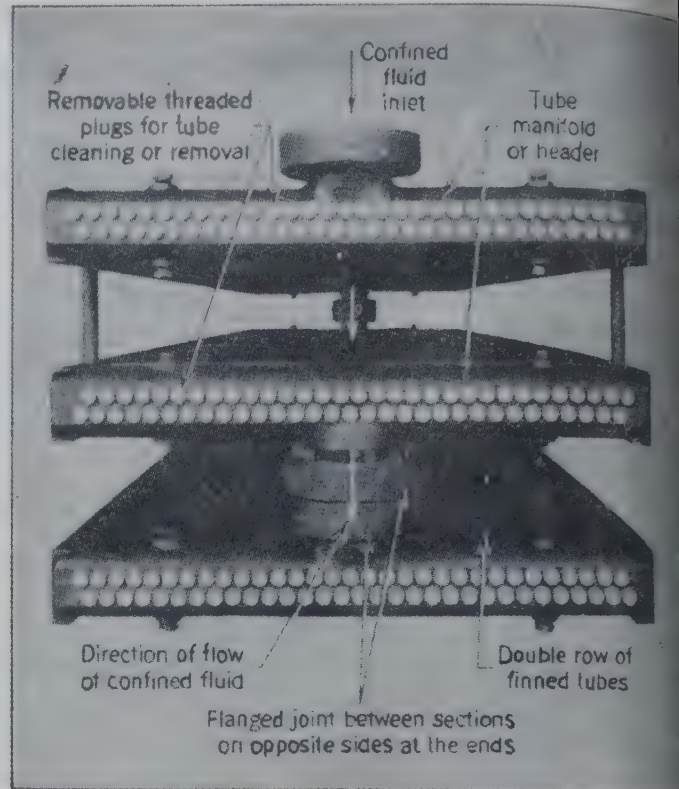 Confined
fluid
inlet
Removable threaded
plugs for tube
cleaning or removal
Tube
manifold
or header
Direction of flow
of confined fluid
Double row of
finned tubes
Flanged joint between sections
on opposite sides at the ends